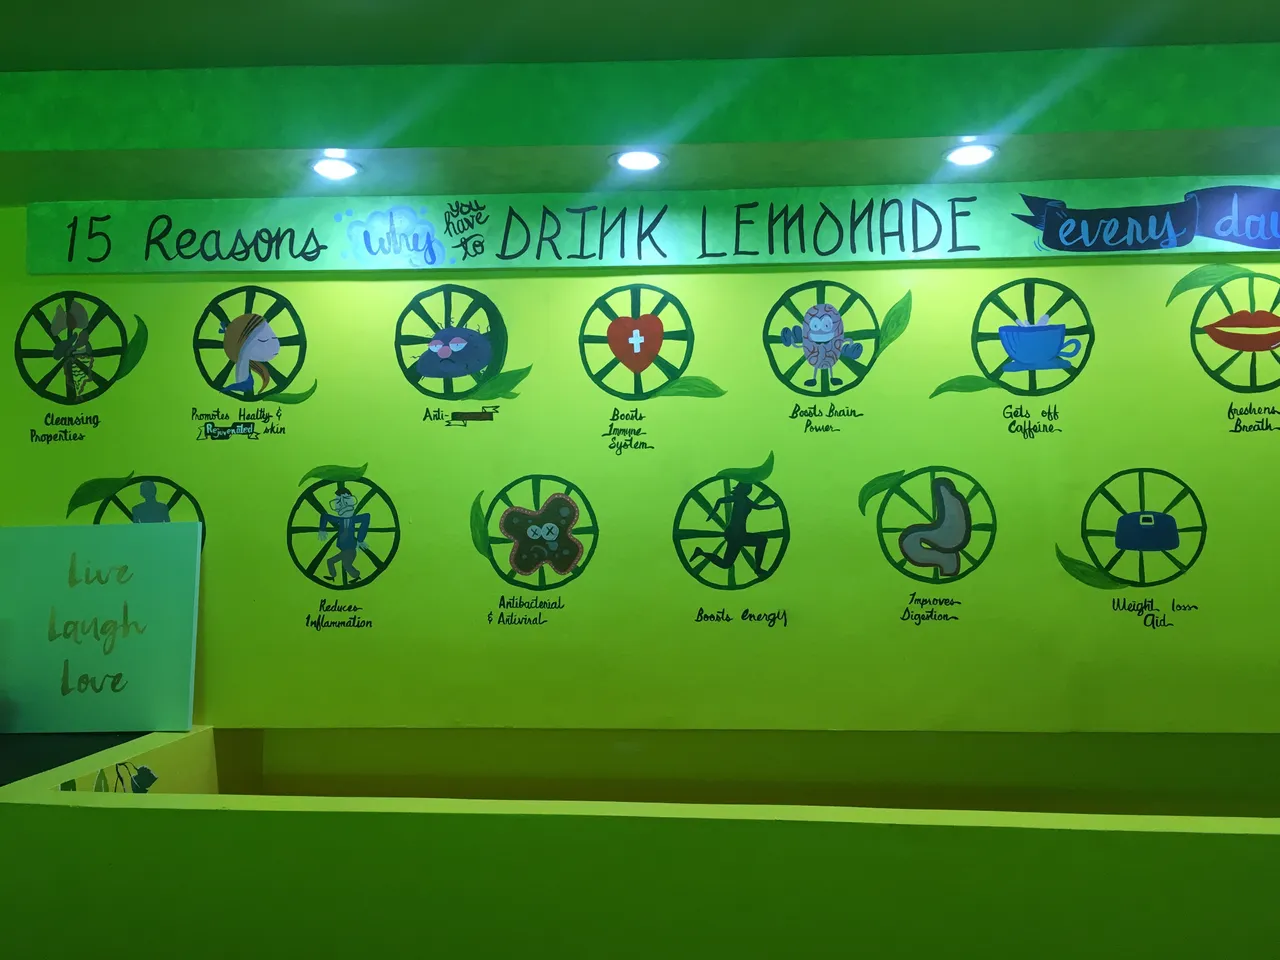 15 Reasons why you have to DRINK LEMONADE every day
Cleansing
Properties
Promotes Healthy &
Rejuvenated skin
Anti-
Boosts
Immune
System
Boosts Brain
Power
Gets off
Caffeine
freshens
Breath
Reduces
Inflammation
Antibacterial
& Antiviral
Boosts energy
Improves
Digestion
Weight loss
aid
Live
Laugh
Love